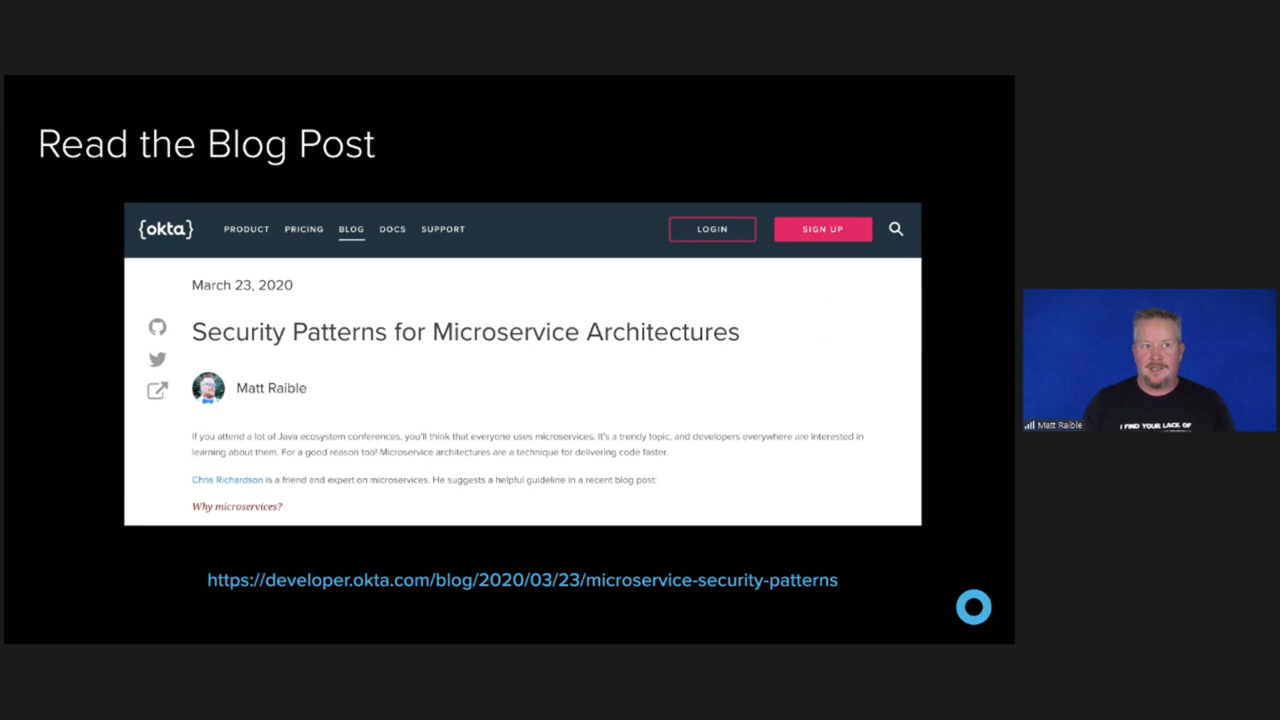 Read the Blog Post
{okta}
PRODUCT PRICING BLOG DOCS SUPPORT LOGIN SIGN UP
March 23, 2020
Security Patterns for Microservice Architectures
Matt Raible
If you attend a lot of Java ecosystem conferences, you'll think that everyone uses microservices. It's a trendy topic, and developers everywhere are interested in
learning about them. For a good reason too! Microservice architectures are a technique for delivering code faster.
Chris Richardson is a friend and expert on microservices. He suggests a helpful guideline in a recent blog post:
Why microservices?
https://developer.okta.com/blog/2020/03/23/microservice-security-patterns
Matt Raible
I FIND YOUR LACK OF